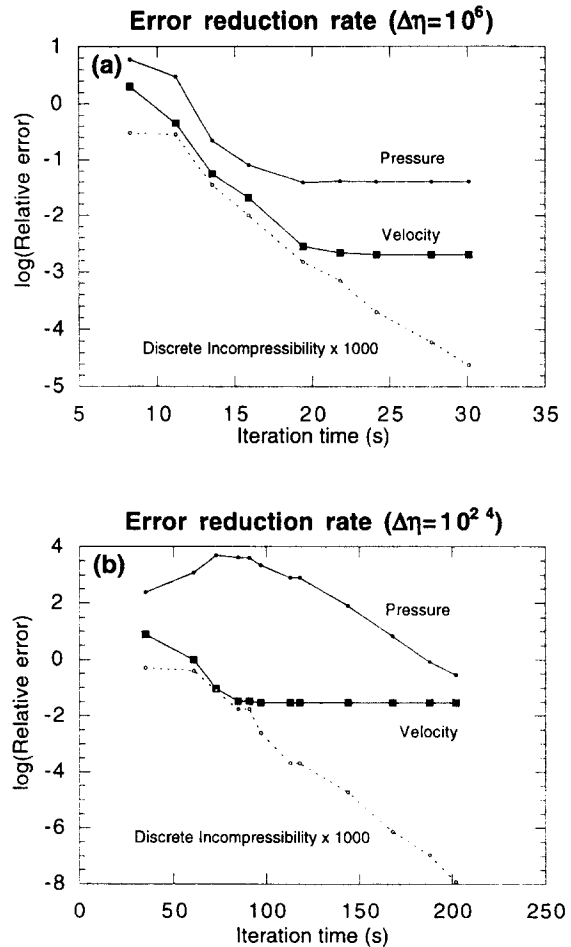 Error reduction rate (Δη=10⁶)
(a)
log(Relative error)
1
0
-1
-2
-3
-4
-5
Pressure
Velocity
Discrete Incompressibility x 1000
5 10 15 20 25 30 35
Iteration time (s)
Error reduction rate (Δη=10²⁴)
(b)
log(Relative error)
4
2
0
-2
-4
-6
-8
Pressure
Velocity
Discrete Incompressibility x 1000
0 50 100 150 200 250
Iteration time (s)